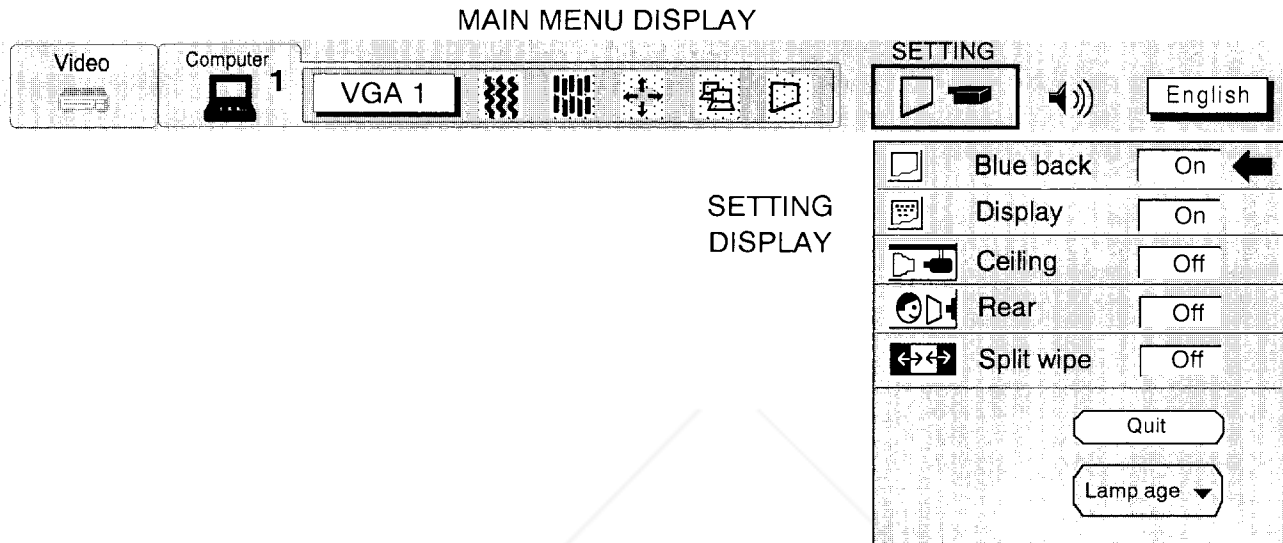 MAIN MENU DISPLAY
Video
Computer
1
VGA 1
SETTING
English
Blue back On
SETTING
DISPLAY
Display On
Ceiling Off
Rear Off
Split wipe Off
Quit
Lamp age